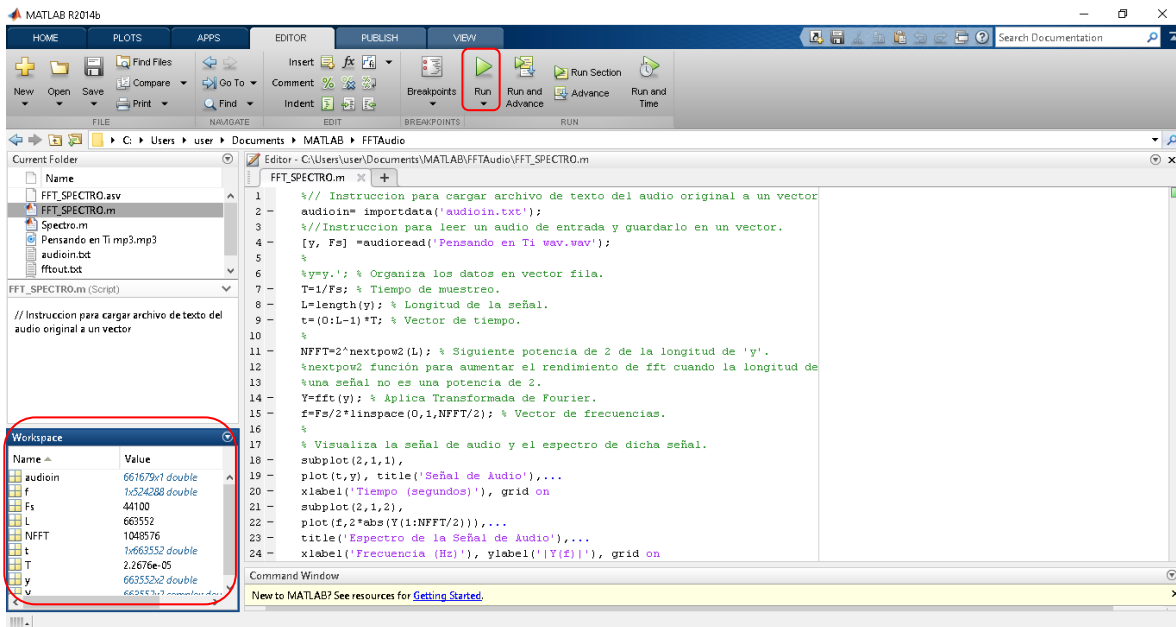 MATLAB R2014b
HOME PLOTS APPS EDITOR PUBLISH VIEW
Search Documentation
New Open Save
Find Files
Compare
Print
Go To
Find
Insert
Comment
Indent
Breakpoints
Run
Run and Advance
Run Section
Advance
Run and Time
FILE NAVIGATE EDIT BREAKPOINTS RUN
C: Users user Documents MATLAB FFTAudio
Current Folder
Name
FFT_SPECTRO.asv
FFT_SPECTRO.m
Spectro.m
Pensando en Ti mp3.mp3
audioin.txt
fftout.txt
FFT_SPECTRO.m (Script)
// Instruccion para cargar archivo de texto del
audio original a un vector
Workspace
Name Value
audioin 661679x1 double
f 1x524288 double
Fs 44100
L 663552
NFFT 1048576
t 1x663552 double
T 2.2676e-05
y 663552x2 double
Editor - C:\Users\user\Documents\MATLAB\FFTAudio\FFT_SPECTRO.m
FFT_SPECTRO.m
1 %// Instruccion para cargar archivo de texto del audio original a un vector
2 – audioin= importdata('audioin.txt');
3 %//Instruccion para leer un audio de entrada y guardarlo en un vector.
4 – [y, Fs] =audioread('Pensando en Ti wav.wav');
5 %
6 %y=y.'; % Organiza los datos en vector fila.
7 – T=1/Fs; % Tiempo de muestreo.
8 – L=length(y); % Longitud de la señal.
9 – t=(0:L-1)*T; % Vector de tiempo.
10 %
11 – NFFT=2^nextpow2(L); % Siguiente potencia de 2 de la longitud de 'y'.
12 %nextpow2 función para aumentar el rendimiento de fft cuando la longitud de
13 %una señal no es una potencia de 2.
14 – Y=fft(y); % Aplica Transformada de Fourier.
15 – f=Fs/2*linspace(0,1,NFFT/2); % Vector de frecuencias.
16 %
17 % Visualiza la señal de audio y el espectro de dicha señal.
18 – subplot(2,1,1),
19 – plot(t,y), title('Señal de Audio'),...
20 – xlabel('Tiempo (segundos)'), grid on
21 – subplot(2,1,2),
22 – plot(f,2*abs(Y(1:NFFT/2))),...
23 – title('Espectro de la Señal de Audio'),...
24 – xlabel('Frecuencia (Hz)'), ylabel('|Y(f)|'), grid on
Command Window
New to MATLAB? See resources for Getting Started.